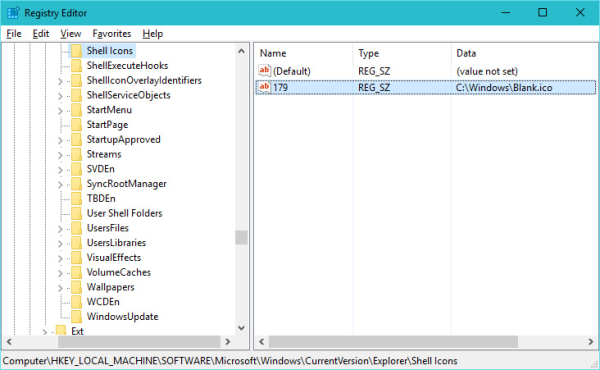 Registry Editor
File Edit View Favorites Help
Shell Icons
ShellExecuteHooks
ShellIconOverlayIdentifiers
ShellServiceObjects
StartMenu
StartPage
StartupApproved
Streams
SVDEn
SyncRootManager
TBDEn
User Shell Folders
UsersFiles
UsersLibraries
VisualEffects
VolumeCaches
Wallpapers
WCDEn
WindowsUpdate
Ext
Name Type Data
ab (Default) REG_SZ (value not set)
ab 179 REG_SZ C:\Windows\Blank.ico
Computer\HKEY_LOCAL_MACHINE\SOFTWARE\Microsoft\Windows\CurrentVersion\Explorer\Shell Icons